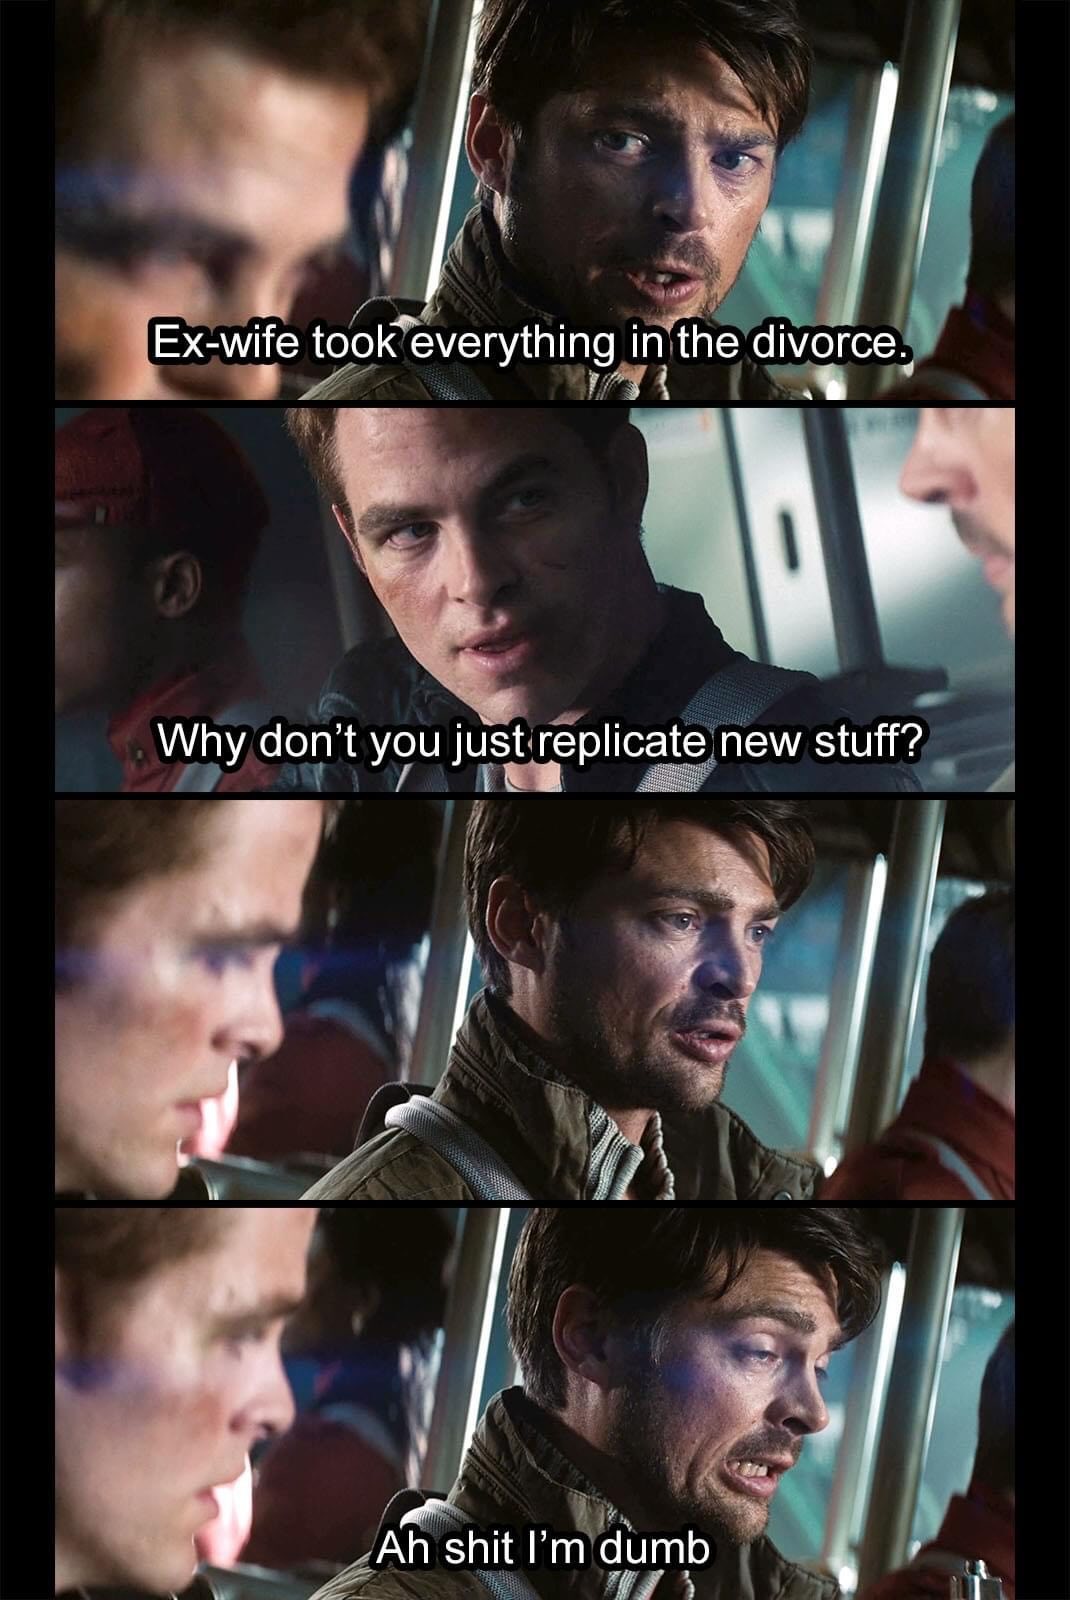 Ex-wife took everything in the divorce.
Why don't you just replicate new stuff?
Ah shit I'm dumb